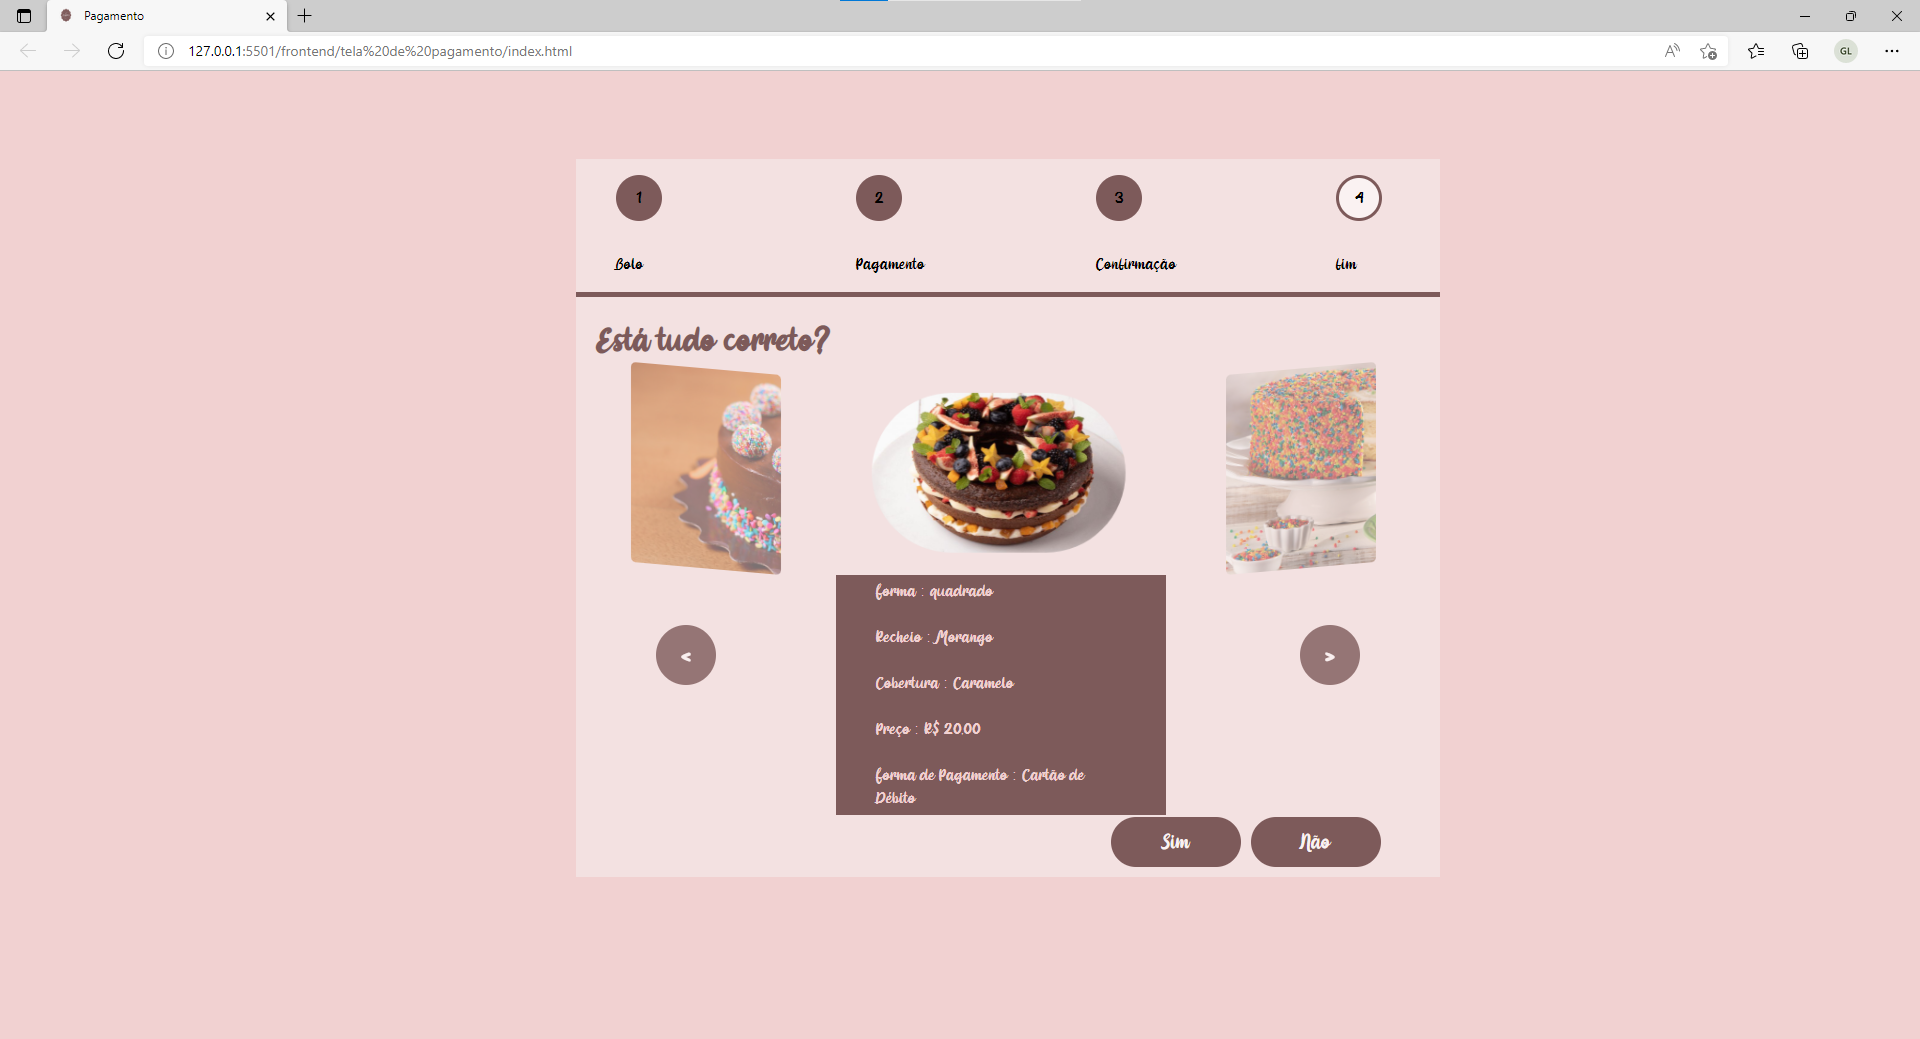 Pagamento
127.0.0.1:5501/frontend/tela%20de%20pagamento/index.html
GL
1
2
3
4
Bolo
Pagamento
Confirmação
fim
Está tudo correto?
forma : quadrado
Recheio : Morango
Cobertura : Caramelo
Preço : R$ 20.00
forma de Pagamento : Cartão de
Débito
<
>
Sim
Não